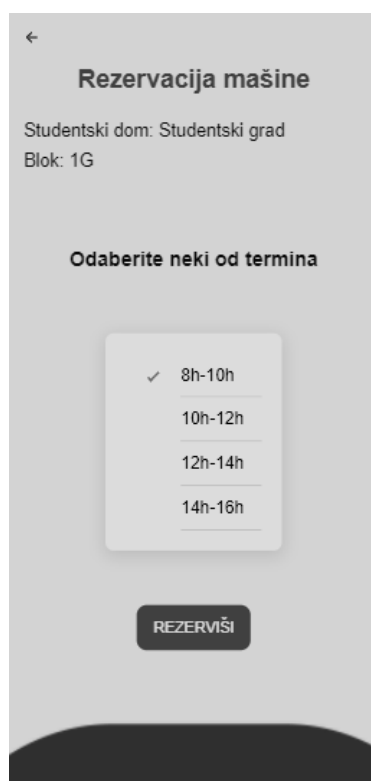 Rezervacija mašine
Studentski dom: Studentski grad
Blok: 1G
Odaberite neki od termina
8h-10h
10h-12h
12h-14h
14h-16h
REZERVIŠI